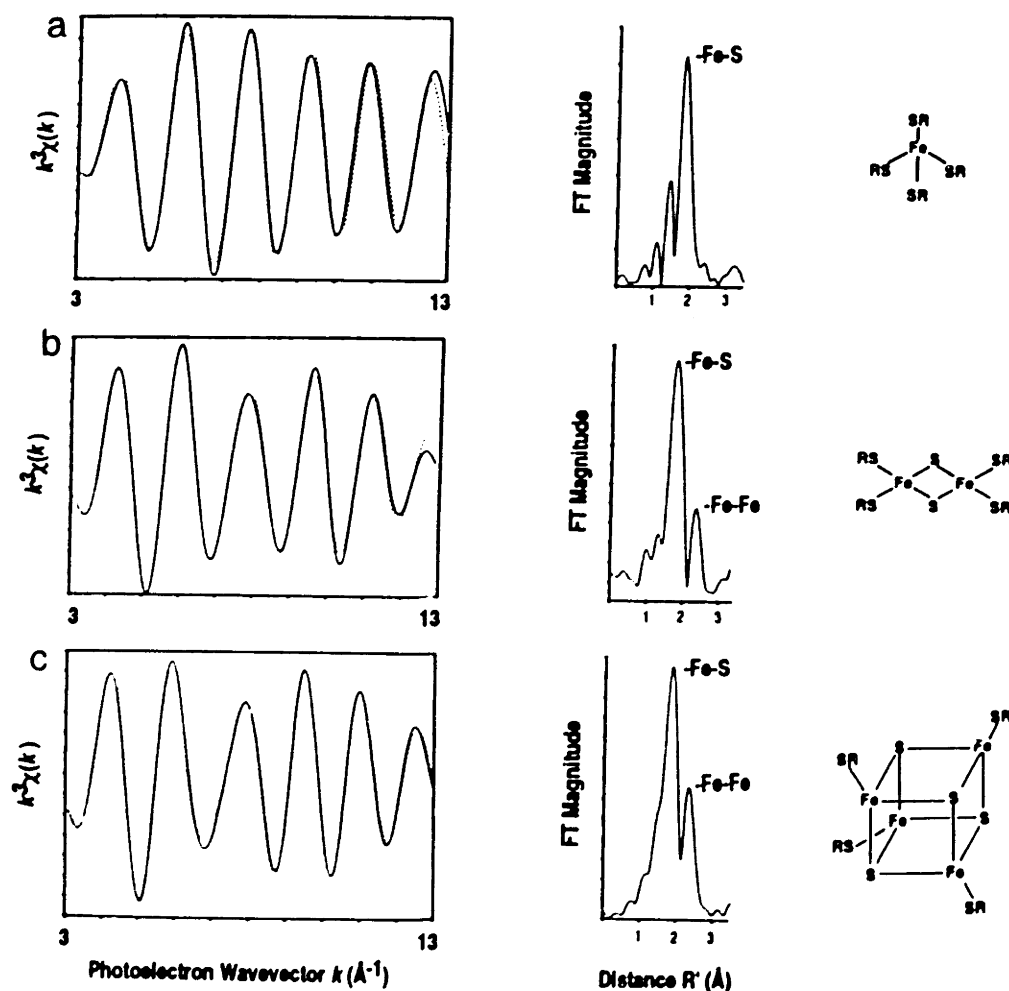 a
k³χ(k)
3
13
FT Magnitude
-Fe-S
1 2 3
SR
Fe
RS
SR
SR
b
k³χ(k)
3
13
FT Magnitude
-Fe-S
-Fe-Fe
1 2 3
RS S SR
Fe Fe
RS S SR
c
k³χ(k)
3
13
Photoelectron Wavevector k (Å-1)
FT Magnitude
-Fe-S
-Fe-Fe
1 2 3
Distance R' (Å)
SR
S Fe
SR
Fe S
Fe S
RS
S Fe
SR